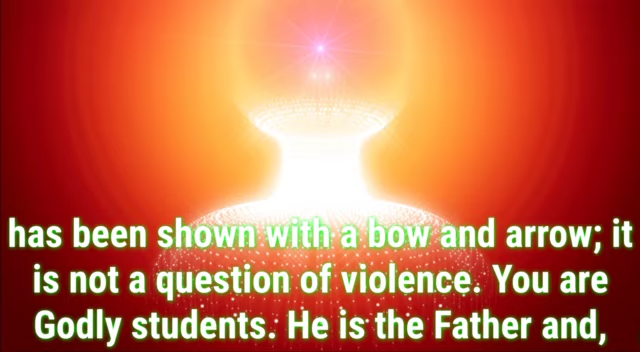 has been shown with a bow and arrow; it
is not a question of violence. You are
Godly students. He is the Father and,